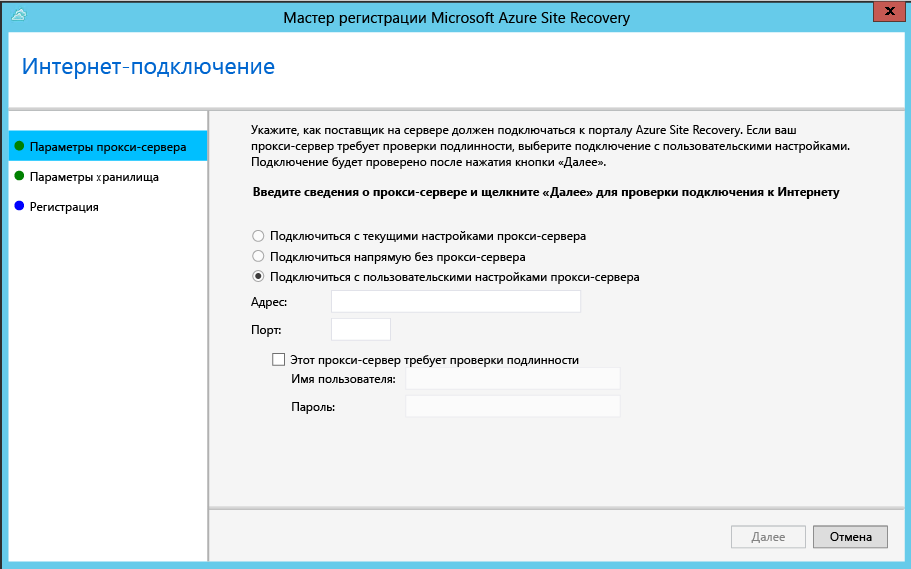 Мастер регистрации Microsoft Azure Site Recovery
Интернет-подключение
Параметры прокси-сервера
Параметры хранилища
Регистрация
Укажите, как поставщик на сервере должен подключаться к порталу Azure Site Recovery. Если ваш
прокси-сервер требует проверки подлинности, выберите подключение с пользовательскими настройками.
Подключение будет проверено после нажатия кнопки «Далее».
Введите сведения о прокси-сервере и щелкните «Далее» для проверки подключения к Интернету
Подключиться с текущими настройками прокси-сервера
Подключиться напрямую без прокси-сервера
Подключиться с пользовательскими настройками прокси-сервера
Адрес:
Порт:
Этот прокси-сервер требует проверки подлинности
Имя пользователя:
Пароль:
Далее
Отмена